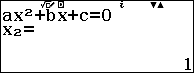 ax²+bx+c=0
x₂=
1